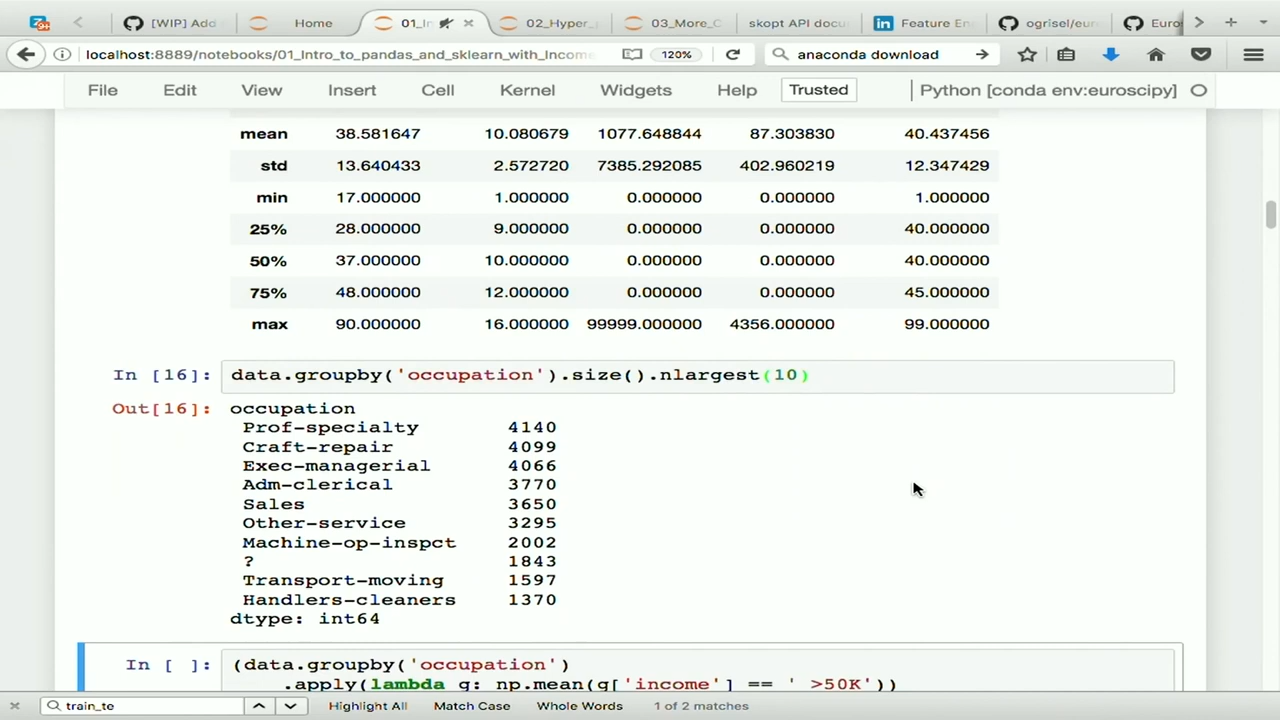 [WIP] Add
Home
01_In
02_Hyper_
03_More_C
skopt API docu
Feature En
ogrisel/eur
Euros
localhost:8889/notebooks/01_Intro_to_pandas_and_sklearn_with_Income
120%
anaconda download
File Edit View Insert Cell Kernel Widgets Help Trusted Python [conda env:euroscipy]
mean 38.581647 10.080679 1077.648844 87.303830 40.437456
std 13.640433 2.572720 7385.292085 402.960219 12.347429
min 17.000000 1.000000 0.000000 0.000000 1.000000
25% 28.000000 9.000000 0.000000 0.000000 40.000000
50% 37.000000 10.000000 0.000000 0.000000 40.000000
75% 48.000000 12.000000 0.000000 0.000000 45.000000
max 90.000000 16.000000 99999.000000 4356.000000 99.000000
In [16]: data.groupby('occupation').size().nlargest(10)
Out[16]: occupation
Prof-specialty 4140
Craft-repair 4099
Exec-managerial 4066
Adm-clerical 3770
Sales 3650
Other-service 3295
Machine-op-inspct 2002
? 1843
Transport-moving 1597
Handlers-cleaners 1370
dtype: int64
In [ ]: (data.groupby('occupation')
.apply(lambda g: np.mean(g['income'] == ' >50K'))
train_te
Highlight All Match Case Whole Words 1 of 2 matches